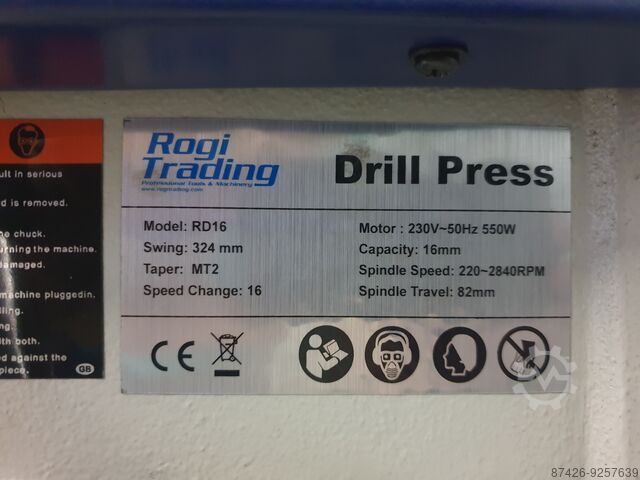 Rogi
Trading
Professional Tools & Machinery
www.rogitrading.com
Drill Press
Model: RD16
Swing: 324 mm
Taper: MT2
Speed Change: 16
Motor : 230V~50Hz 550W
Capacity: 16mm
Spindle Speed: 220~2840RPM
Spindle Travel: 82mm
CE
ult in serious
d is removed.
e chuck.
urning the machine.
amaged.
machine pluggedin.
lling.
ng.
with both.
ed against the
piece.
GB
87426-9257639